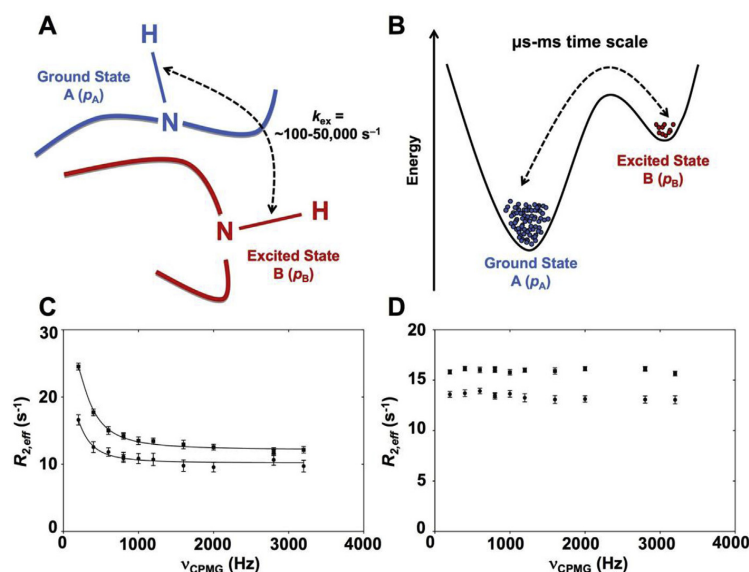 A
H
Ground State
A (pA)
N
kex =
~100-50,000 s–1
N
H
Excited State
B (pB)
B
µs-ms time scale
Energy
Excited State
B (pB)
Ground State
A (pA)
C
30
20
10
0
R2,eff (s-1)
0
1000
2000
3000
4000
νCPMG (Hz)
D
20
15
10
5
0
R2,eff (s-1)
0
1000
2000
3000
4000
νCPMG (Hz)